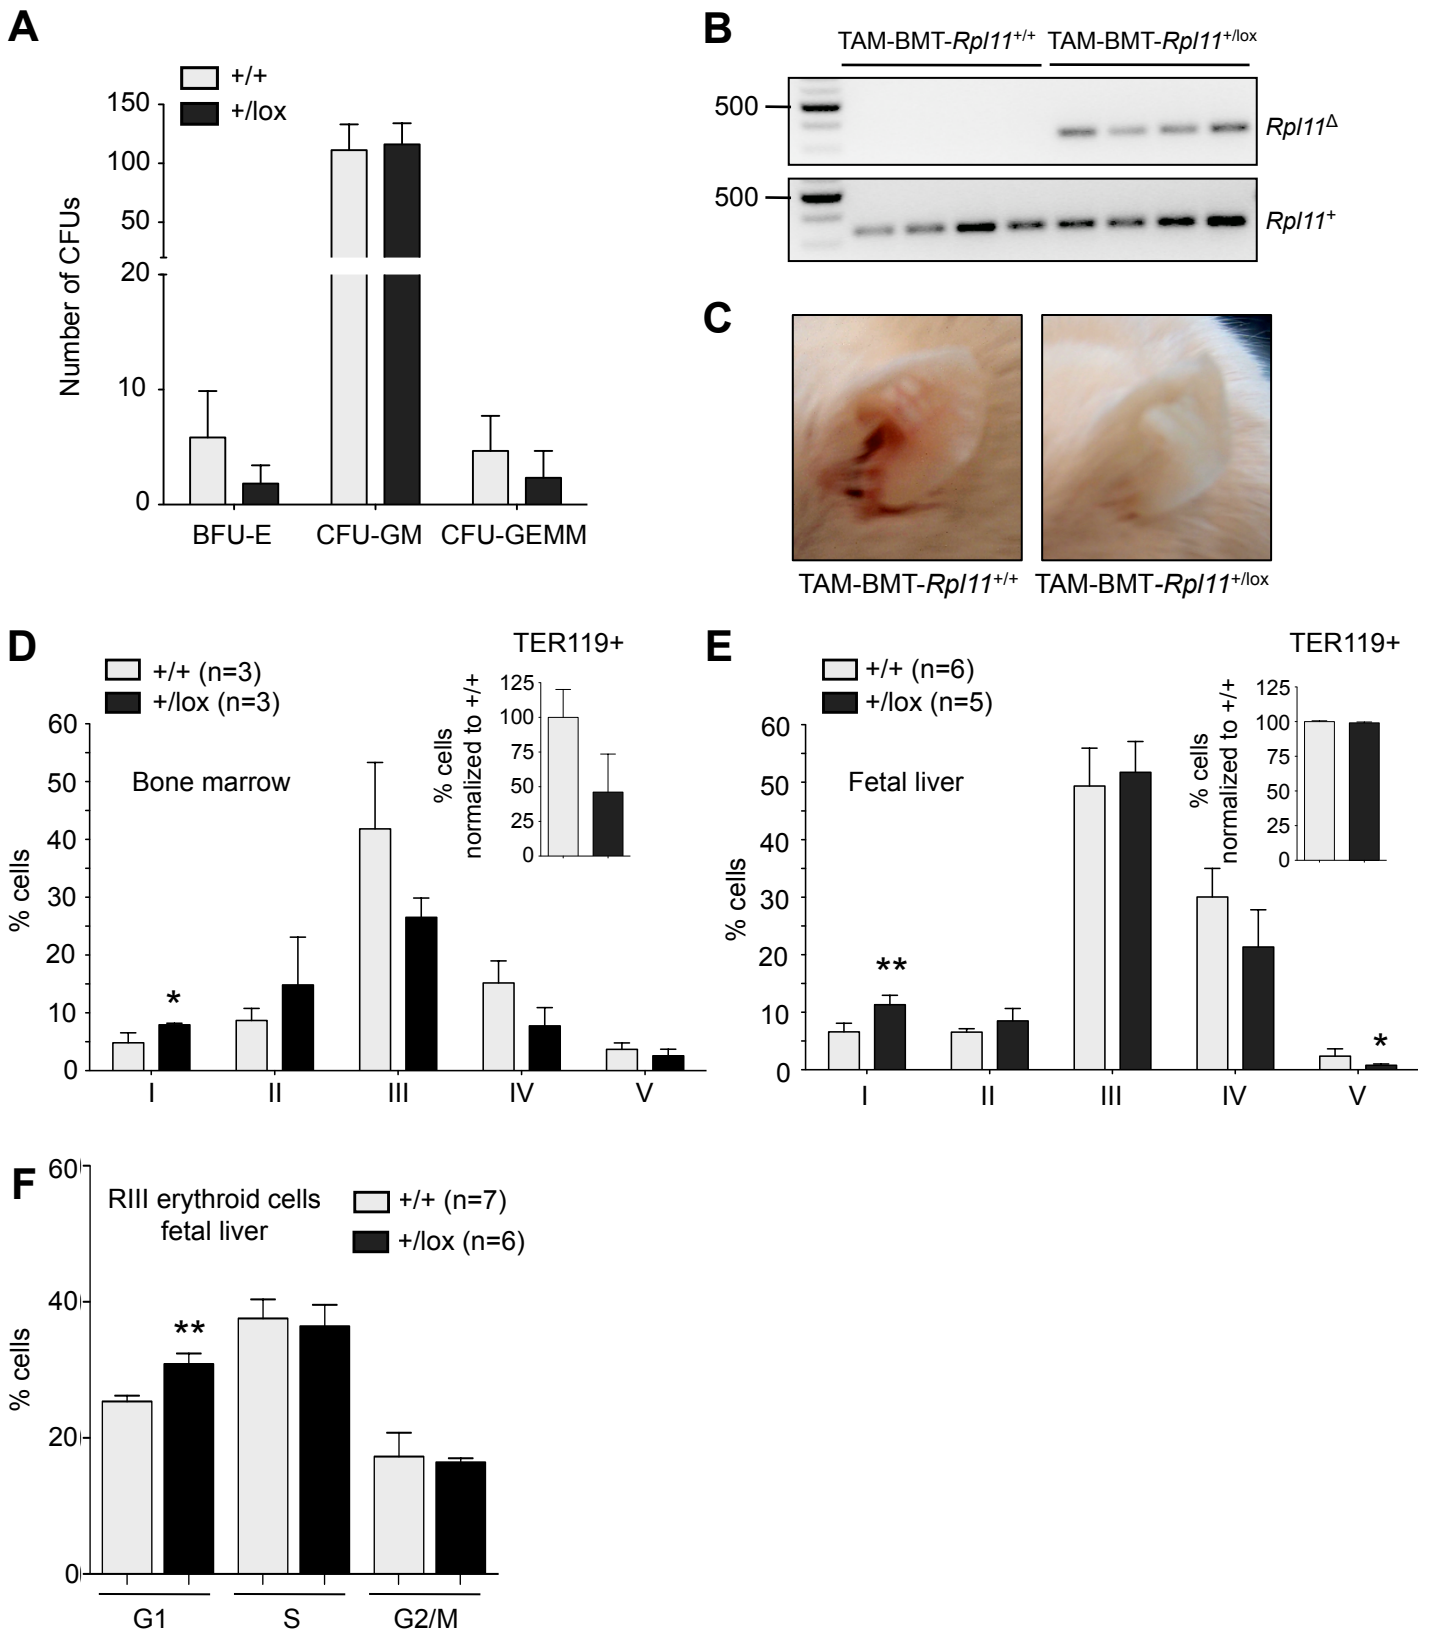 A
+/+
+/lox
Number of CFUs
150
100
50
20
10
0
BFU-E CFU-GM CFU-GEMM
B
TAM-BMT-Rpl11+/+ TAM-BMT-Rpl11+/lox
500
Rpl11Δ
500
Rpl11+
C
TAM-BMT-Rpl11+/+ TAM-BMT-Rpl11+/lox
D
+/+ (n=3)
+/lox (n=3)
Bone marrow
% cells
60
50
40
30
20
10
0
I II III IV V
TER119+
% cells
normalized to +/+
125
100
75
50
25
0
E
+/+ (n=6)
+/lox (n=5)
Fetal liver
% cells
60
50
40
30
20
10
0
**
*
I II III IV V
TER119+
% cells
normalized to +/+
125
100
75
50
25
0
*
F
RIII erythroid cells
fetal liver
+/+ (n=7)
+/lox (n=6)
% cells
60
40
20
0
**
G1 S G2/M